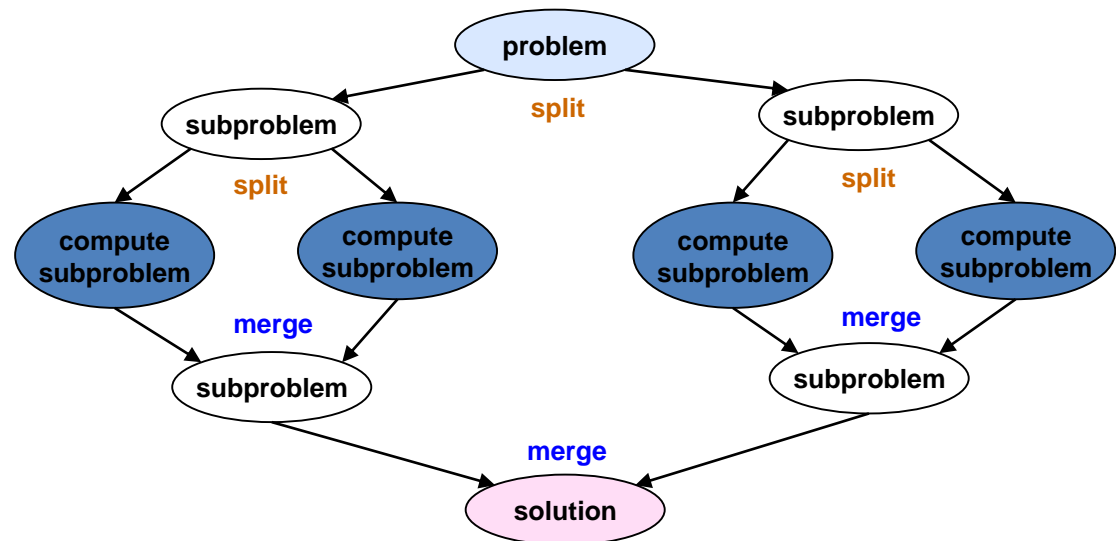 problem
split
subproblem
subproblem
split
split
compute
subproblem
compute
subproblem
compute
subproblem
compute
subproblem
merge
merge
subproblem
subproblem
merge
solution